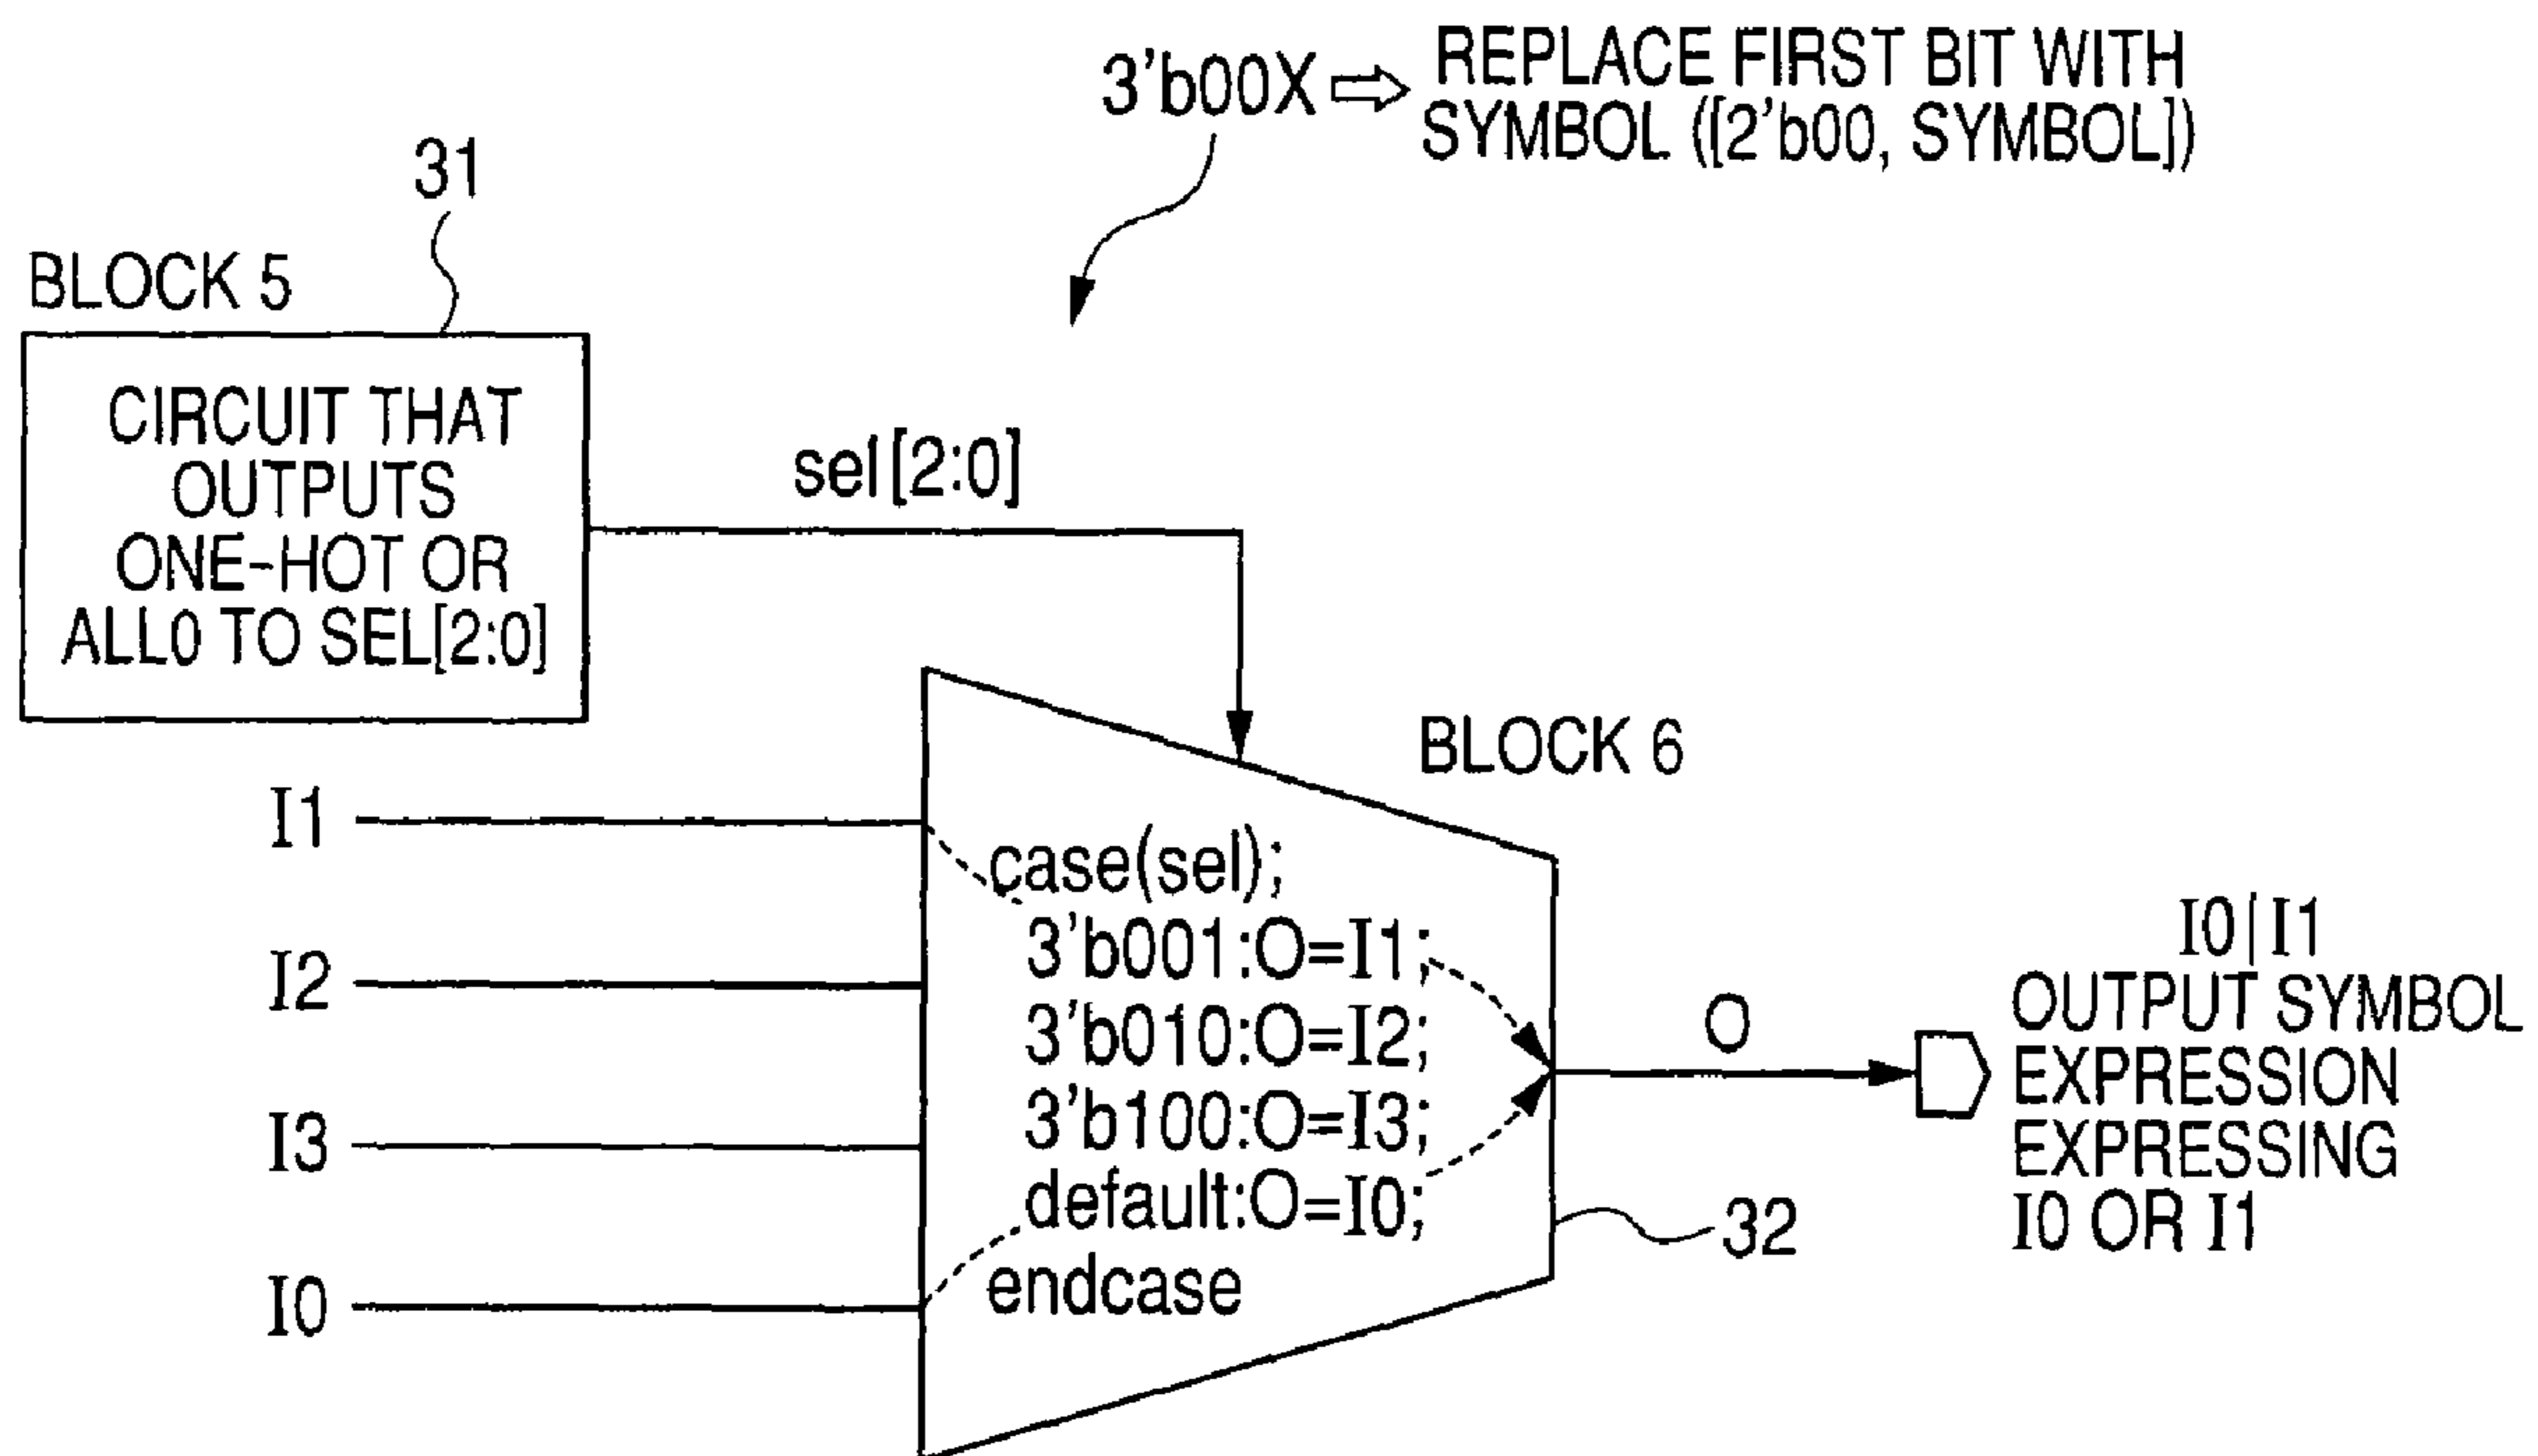 3'b00X ⇨ REPLACE FIRST BIT WITH
SYMBOL ([2'b00, SYMBOL])
31
BLOCK 5
CIRCUIT THAT
OUTPUTS
ONE-HOT OR
ALL0 TO SEL[2:0]
sel[2:0]
BLOCK 6
I1
I2
I3
I0
case(sel);
3'b001:O=I1;
3'b010:O=I2;
3'b100:O=I3;
default:O=I0;
endcase
32
O
I0|I1
OUTPUT SYMBOL
EXPRESSION
EXPRESSING
I0 OR I1